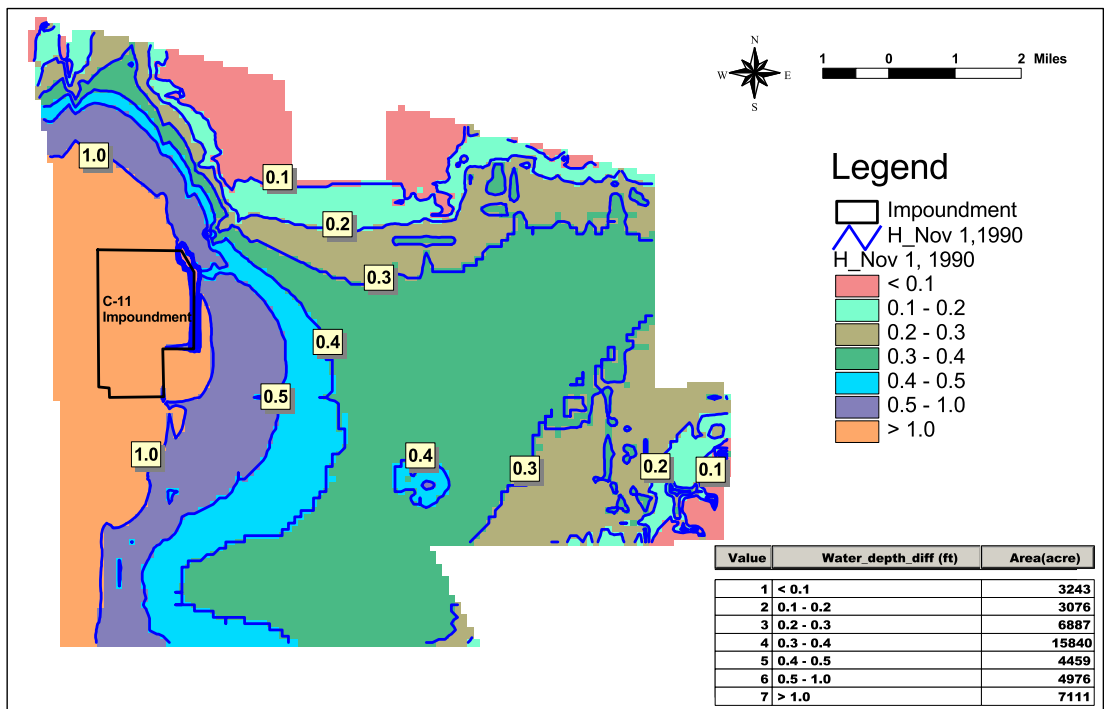 N
W E
S
1 0 1 2 Miles
1.0
0.1
0.2
0.3
C-11
Impoundment
0.4
0.5
1.0
0.4
0.3
0.2
0.1
Legend
Impoundment
H_Nov 1,1990
H_Nov 1, 1990
< 0.1
0.1 - 0.2
0.2 - 0.3
0.3 - 0.4
0.4 - 0.5
0.5 - 1.0
> 1.0
Value Water_depth_diff (ft) Area(acre)
1 < 0.1 3243
2 0.1 - 0.2 3076
3 0.2 - 0.3 6887
4 0.3 - 0.4 15840
5 0.4 - 0.5 4459
6 0.5 - 1.0 4976
7 > 1.0 7111